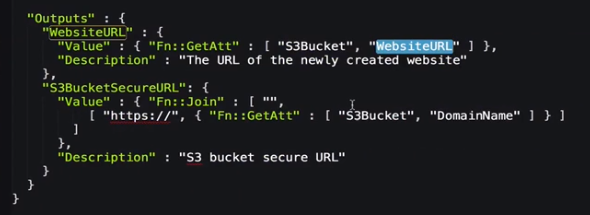 "Outputs" : {
"WebsiteURL" : {
"Value" : { "Fn::GetAtt" : [ "S3Bucket", "WebsiteURL" ] },
"Description" : "The URL of the newly created website"
},
"S3BucketSecureURL": {
"Value" : { "Fn::Join" : [ "",
[ "https://", { "Fn::GetAtt" : [ "S3Bucket", "DomainName" ] } ]
]
},
"Description" : "S3 bucket secure URL"
}
}
}